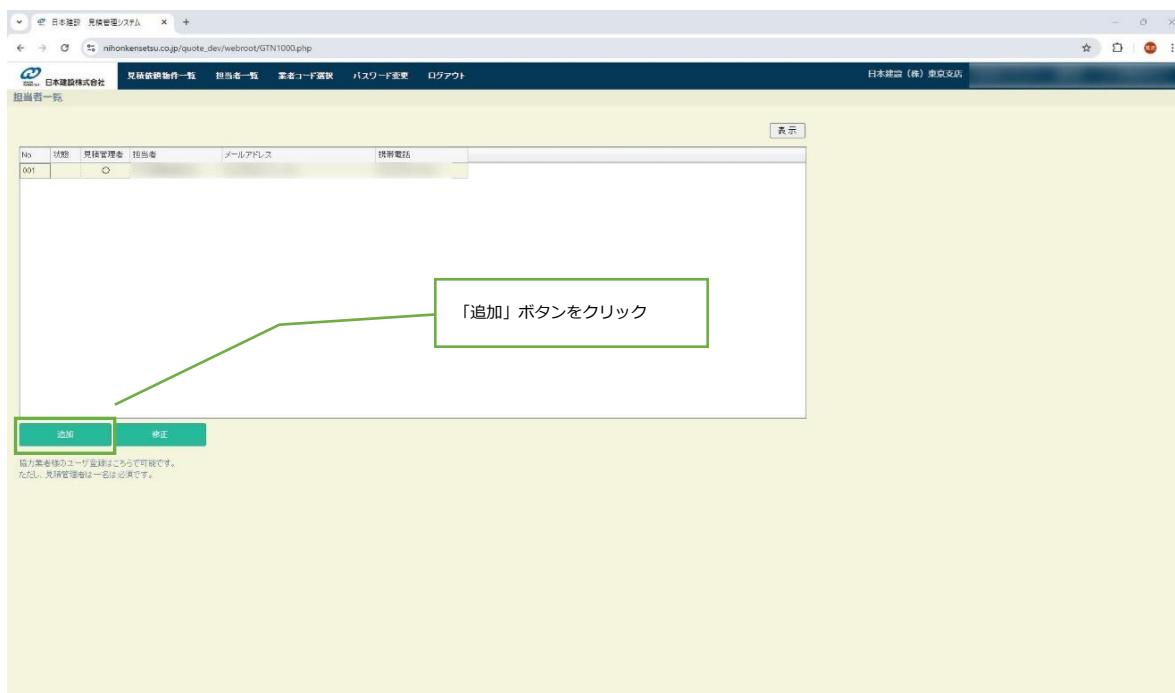 日本建設 見積管理システム
nihonkensetsu.co.jp/quote_dev/webroot/GTN1000.php
日本建設株式会社 見積依頼物件一覧 担当者一覧 業者コード選択 パスワード変更 ログアウト 日本建設（株）東京支店
担当者一覧
表示
No 状態 見積管理者 担当者 メールアドレス 携帯電話
001 ○
「追加」ボタンをクリック
追加 修正
協力業者様のユーザ登録はこちらで可能です。
ただし、見積管理者は一名は必須です。